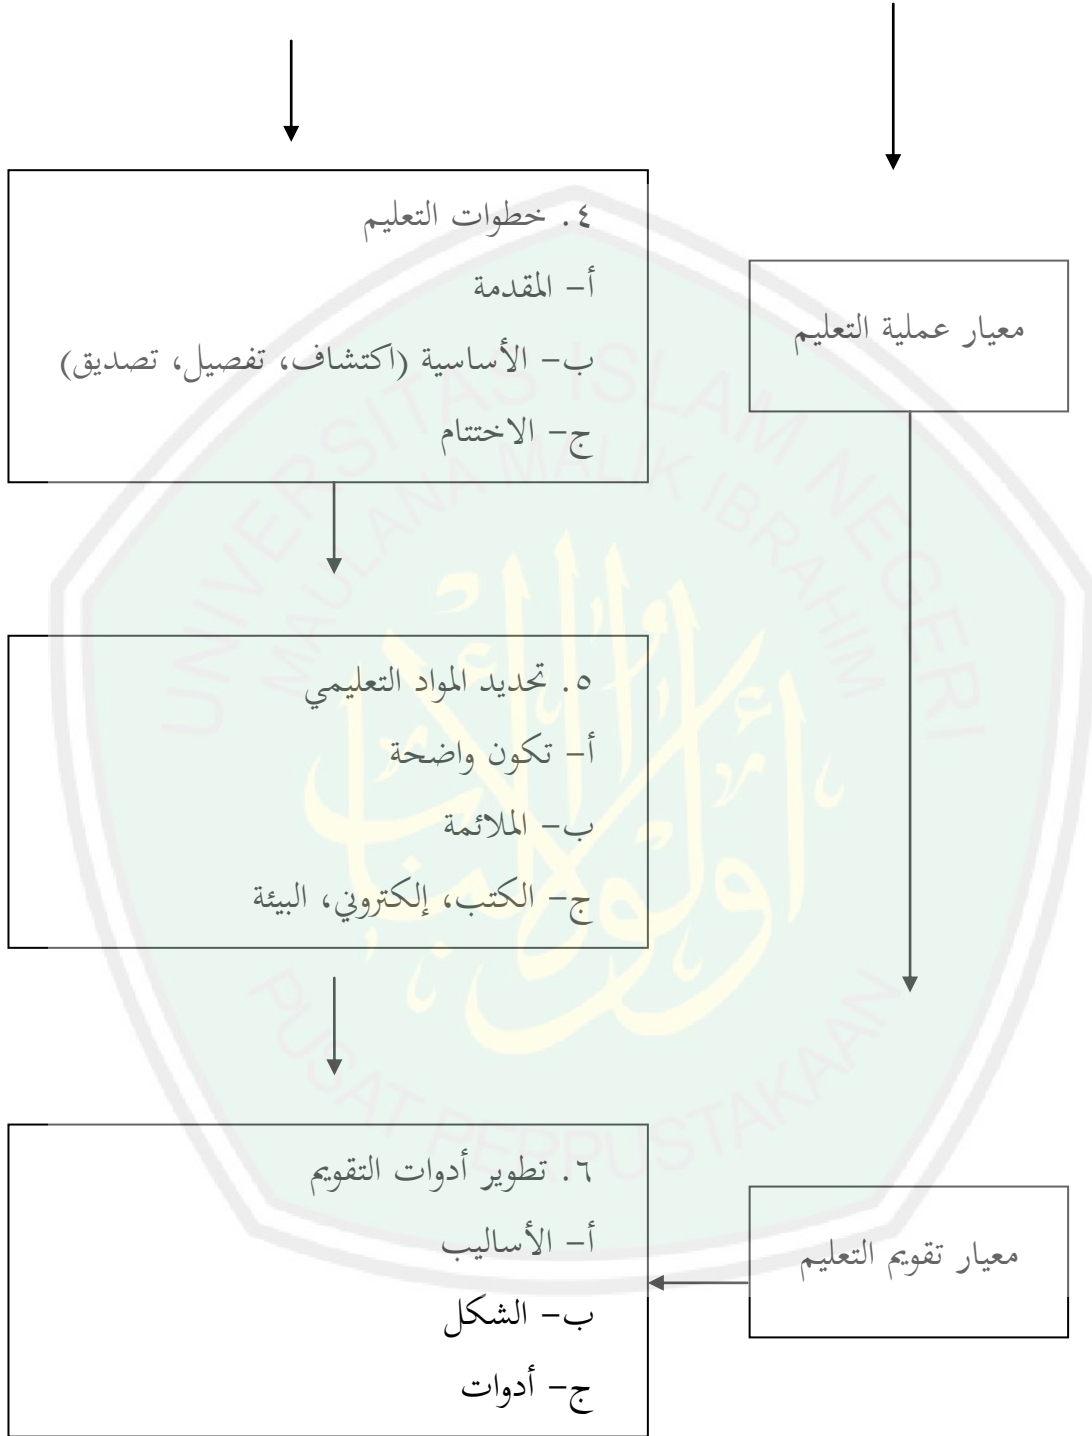 ٤. خطوات التعليم
أ- المقدمة
ب- الأساسية (اكتشاف، تفصيل، تصديق)
ج- الاختتام
معيار عملية التعليم
٥. تحديد المواد التعليمي
أ- تكون واضحة
ب- الملائمة
ج- الكتب، إلكتروني، البيئة
٦. تطوير أدوات التقويم
أ- الأساليب
ب- الشكل
ج- أدوات
معيار تقويم التعليم
UNIVERSITAS ISLAM NEGERI
MAULANA MALIK IBRAHIM
PUSAT PERPUSTAKAAN